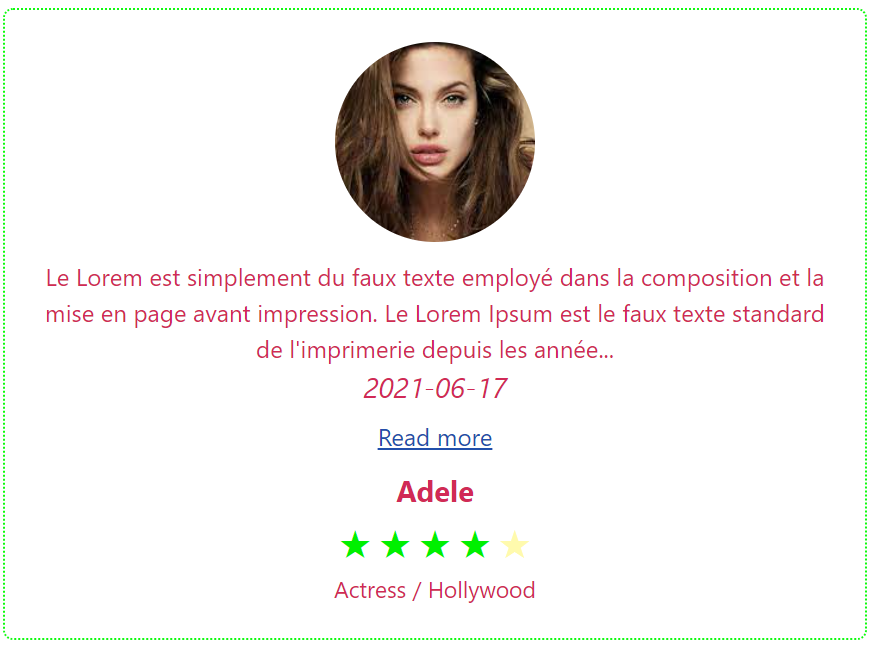 Le Lorem est simplement du faux texte employé dans la composition et la
mise en page avant impression. Le Lorem Ipsum est le faux texte standard
de l'imprimerie depuis les année...
2021-06-17
Read more
Adele
★ ★ ★ ★ ★
Actress / Hollywood